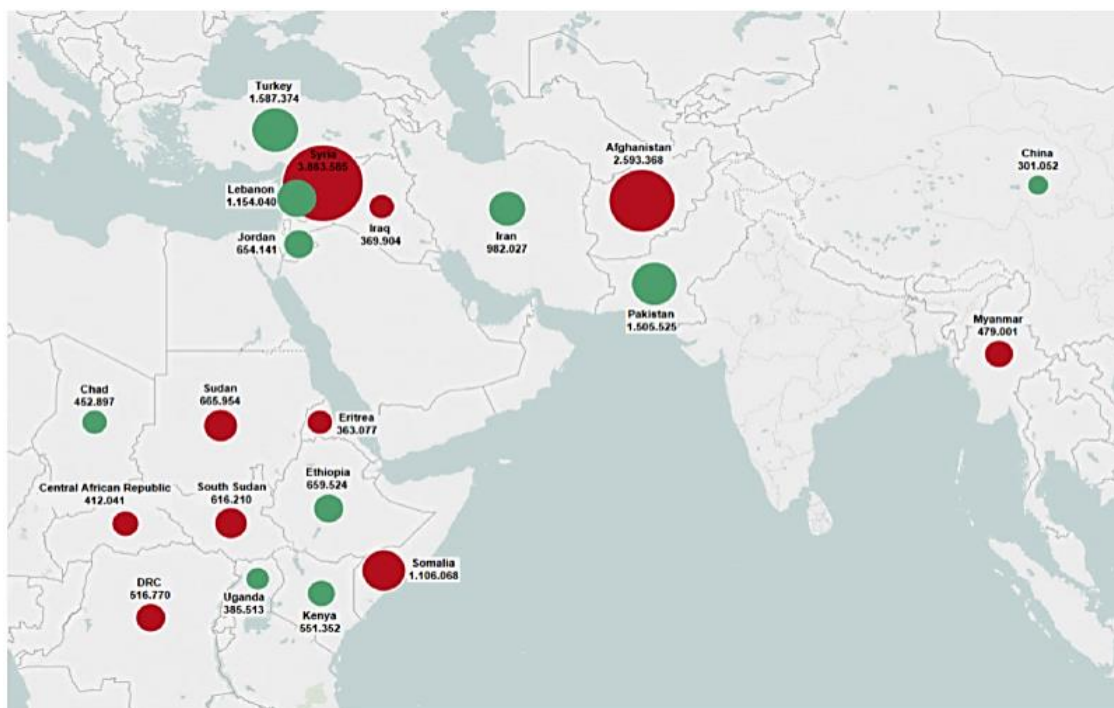 Turkey
1.587.374
Syria
3.883.585
Afghanistan
2.593.368
China
301.052
Lebanon
1.154.040
Iraq
369.904
Jordan
654.141
Iran
982.027
Pakistan
1.505.525
Myanmar
479.001
Chad
452.897
Sudan
665.954
Eritrea
363.077
Ethiopia
659.524
Central African Republic
412.041
South Sudan
616.210
Somalia
1.106.068
DRC
516.770
Uganda
385.513
Kenya
551.352